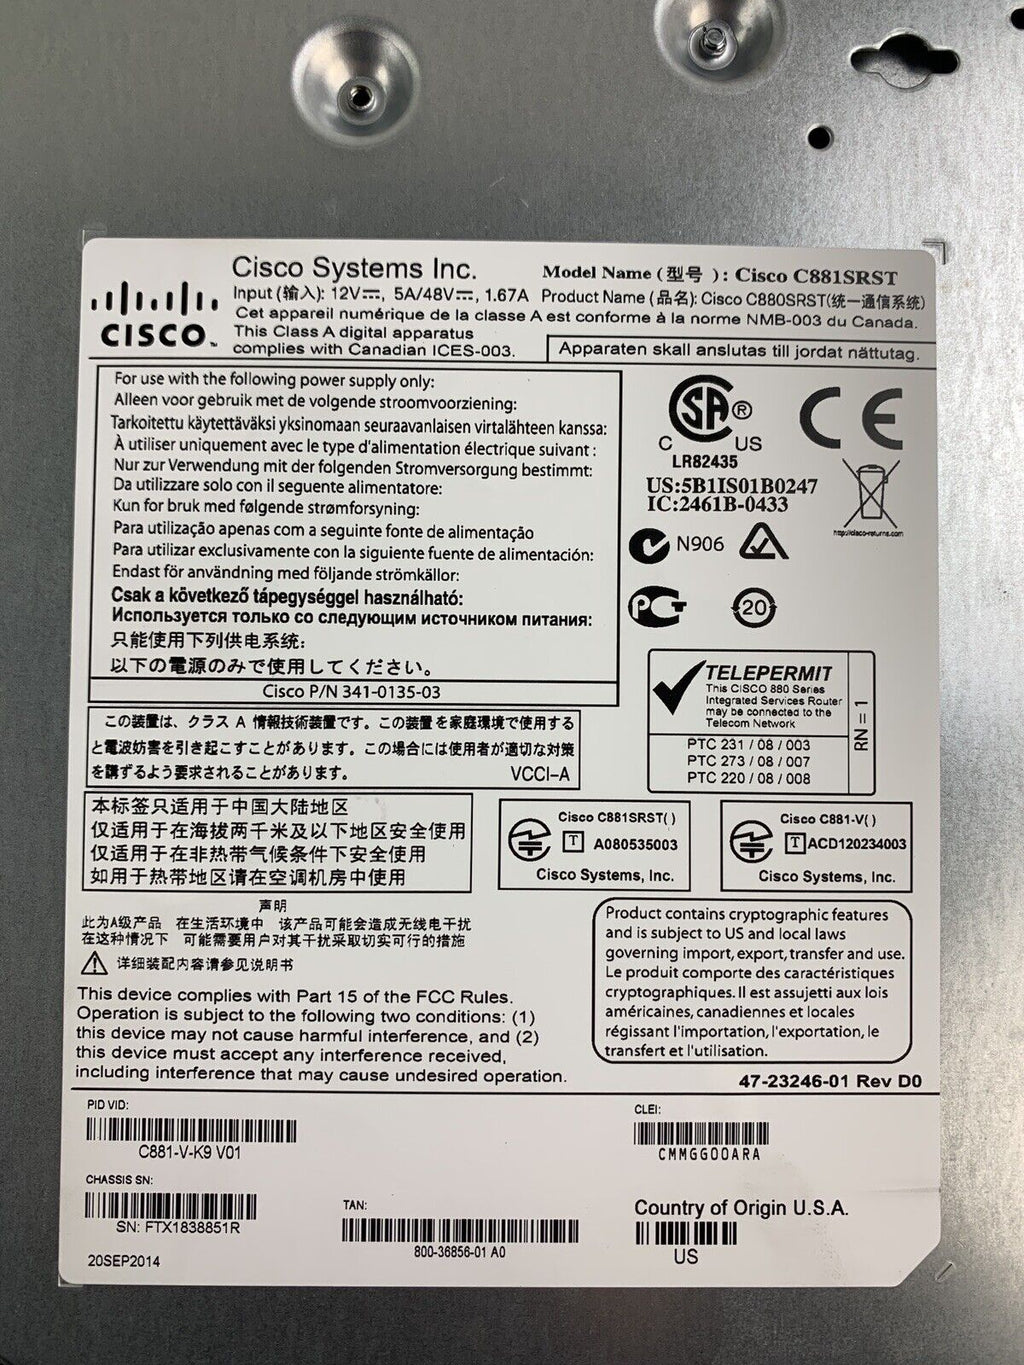 CISCO
Cisco Systems Inc.
Model Name (型号): Cisco C881SRST
Input (输入): 12V⎓, 5A/48V⎓, 1.67A
Product Name (品名): Cisco C880SRST(统一通信系统)
Cet appareil numérique de la classe A est conforme à la norme NMB-003 du Canada.
This Class A digital apparatus
complies with Canadian ICES-003.
Apparaten skall anslutas till jordat nättutag.
For use with the following power supply only:
Alleen voor gebruik met de volgende stroomvoorziening:
Tarkoitettu käytettäväksi yksinomaan seuraavanlaisen virtalähteen kanssa:
À utiliser uniquement avec le type d'alimentation électrique suivant :
Nur zur Verwendung mit der folgenden Stromversorgung bestimmt:
Da utilizzare solo con il seguente alimentatore:
Kun for bruk med følgende strømforsyning:
Para utilização apenas com a seguinte fonte de alimentação
Para utilizar exclusivamente con la siguiente fuente de alimentación:
Endast för användning med följande strömkällor:
Csak a következő tápegységgel használható:
Используется только со следующим источником питания:
只能使用下列供电系统:
以下の電源のみで使用してください。
Cisco P/N 341-0135-03
SA ®
C US
LR82435
US:5B1IS01B0247
IC:2461B-0433
CE
http://cisco-returns.com
N906
PCT
20
TELEPERMIT
This CISCO 880 Series
Integrated Services Router
may be connected to the
Telecom Network
PTC 231 / 08 / 003
PTC 273 / 08 / 007
PTC 220 / 08 / 008
RN = 1
この装置は、クラス A 情報技術装置です。この装置を家庭環境で使用する
と電波妨害を引き起こすことがあります。この場合には使用者が適切な対策
を講ずるよう要求されることがあります。
VCCI-A
本标签只适用于中国大陆地区
仅适用于在海拔两千米及以下地区安全使用
仅适用于在非热带气候条件下安全使用
如用于热带地区请在空调机房中使用
Cisco C881SRST( )
T A080535003
Cisco Systems, Inc.
Cisco C881-V( )
T ACD120234003
Cisco Systems, Inc.
声明
此为A级产品 在生活环境中 该产品可能会造成无线电干扰
在这种情况下 可能需要用户对其干扰采取切实可行的措施
详细装配内容请参见说明书
This device complies with Part 15 of the FCC Rules.
Operation is subject to the following two conditions: (1)
this device may not cause harmful interference, and (2)
this device must accept any interference received,
including interference that may cause undesired operation.
Product contains cryptographic features
and is subject to US and local laws
governing import, export, transfer and use.
Le produit comporte des caractéristiques
cryptographiques. Il est assujetti aux lois
américaines, canadiennes et locales
régissant l'importation, l'exportation, le
transfert et l'utilisation.
47-23246-01 Rev D0
PID VID:
C881-V-K9 V01
CLEI:
CMMGG00ARA
CHASSIS SN:
SN: FTX1838851R
20SEP2014
TAN:
800-36856-01 A0
Country of Origin U.S.A.
US